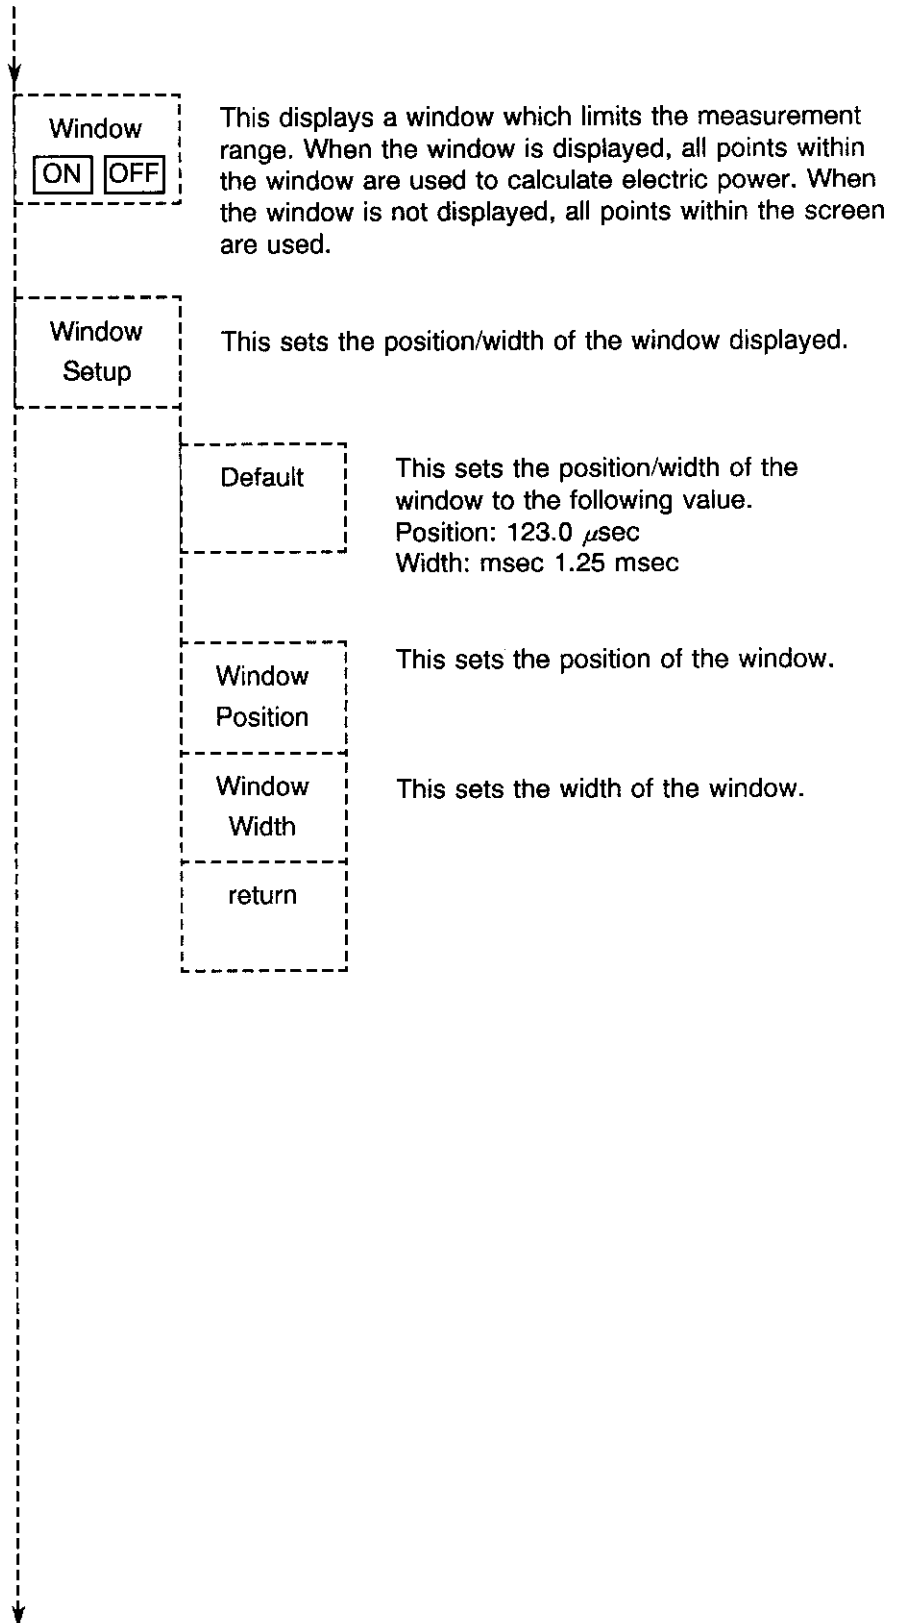 Window
ON OFF
This displays a window which limits the measurement
range. When the window is displayed, all points within
the window are used to calculate electric power. When
the window is not displayed, all points within the screen
are used.
Window
Setup
This sets the position/width of the window displayed.
Default
This sets the position/width of the
window to the following value.
Position: 123.0 μsec
Width: msec 1.25 msec
Window
Position
This sets the position of the window.
Window
Width
This sets the width of the window.
return